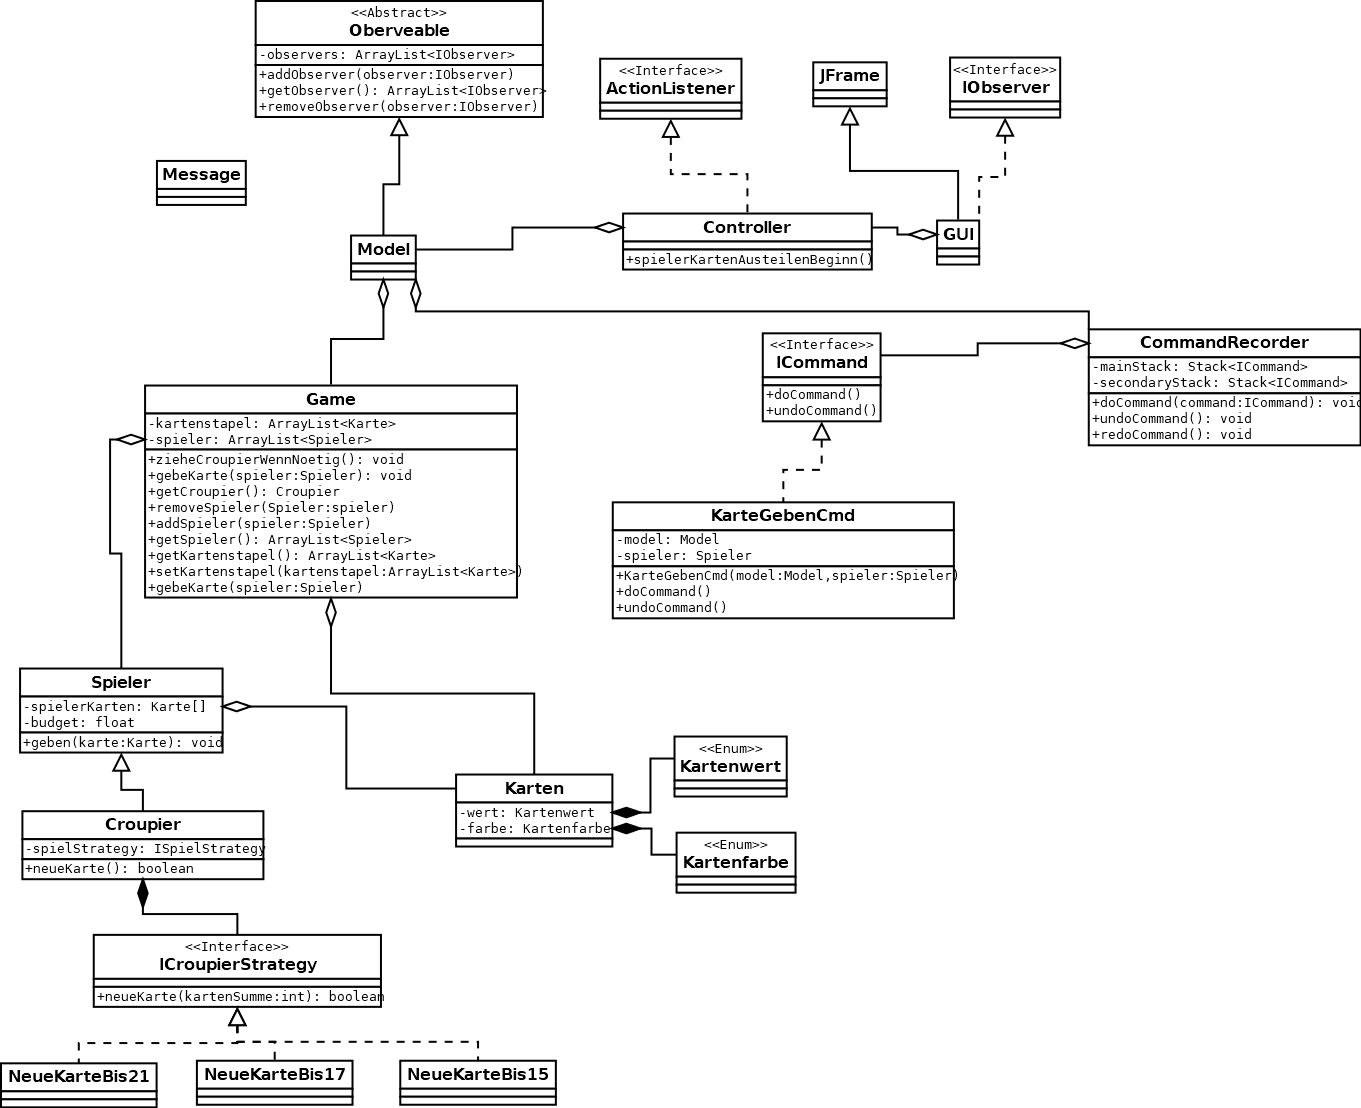 <<Abstract>>
Oberveable
-observers: ArrayList<IObserver>
+addObserver(observer:IObserver)
+getObserver(): ArrayList<IObserver>
+removeObserver(observer:IObserver)
<<Interface>>
ActionListener
JFrame
<<Interface>>
IObserver
Message
Model
Controller
+spielerKartenAusteilenBeginn()
GUI
<<Interface>>
ICommand
+doCommand()
+undoCommand()
CommandRecorder
-mainStack: Stack<ICommand>
-secondaryStack: Stack<ICommand>
+doCommand(command:ICommand): void
+undoCommand(): void
+redoCommand(): void
Game
-kartenstapel: ArrayList<Karte>
-spieler: ArrayList<Spieler>
+zieheCroupierWennNoetig(): void
+gebeKarte(spieler:Spieler): void
+getCroupier(): Croupier
+removeSpieler(Spieler:spieler)
+addSpieler(spieler:Spieler)
+getSpieler(): ArrayList<Spieler>
+getKartenstapel(): ArrayList<Karte>
+setKartenstapel(kartenstapel:ArrayList<Karte>)
+gebeKarte(spieler:Spieler)
KarteGebenCmd
-model: Model
-spieler: Spieler
+KarteGebenCmd(model:Model,spieler:Spieler)
+doCommand()
+undoCommand()
Spieler
-spielerKarten: Karte[]
-budget: float
+geben(karte:Karte): void
Karten
-wert: Kartenwert
-farbe: Kartenfarbe
<<Enum>>
Kartenwert
<<Enum>>
Kartenfarbe
Croupier
-spielStrategy: ISpielStrategy
+neueKarte(): boolean
<<Interface>>
ICroupierStrategy
+neueKarte(kartenSumme:int): boolean
NeueKarteBis21
NeueKarteBis17
NeueKarteBis15